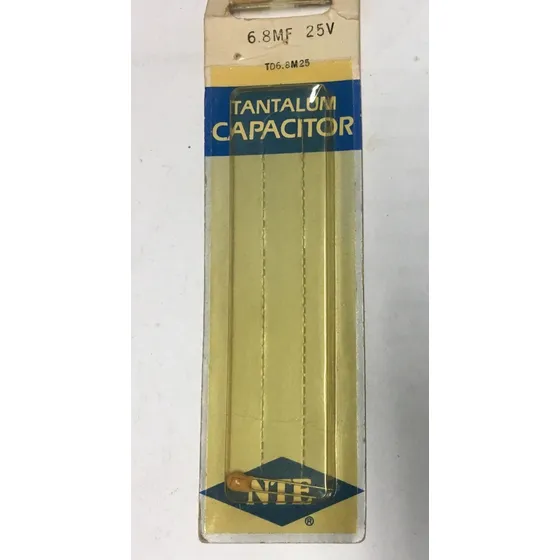 6.8MF 25V
TD6.8M25
TANTALUM
CAPACITOR
NTE
®